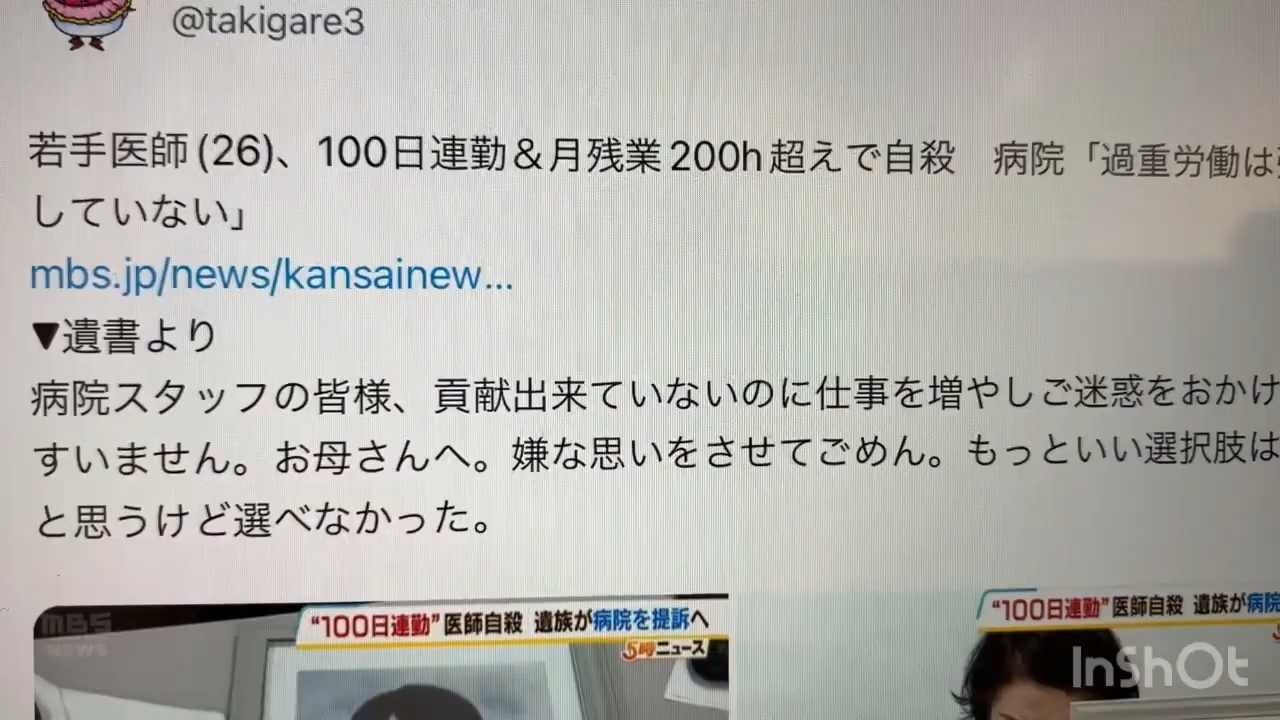 @takigare3
若手医師(26)、100日連勤＆月残業200h超えで自殺　病院「過重労働は
していない」
mbs.jp/news/kansainew...
▼遺書より
病院スタッフの皆様、貢献出来ていないのに仕事を増やしご迷惑をおかけ
すいません。お母さんへ。嫌な思いをさせてごめん。もっといい選択肢は
と思うけど選べなかった。
MBS
NEWS
“100日連勤”医師自殺 遺族が病院を提訴へ
5時ニュース
“100日連勤”医師自殺 遺族が病院
InShOt